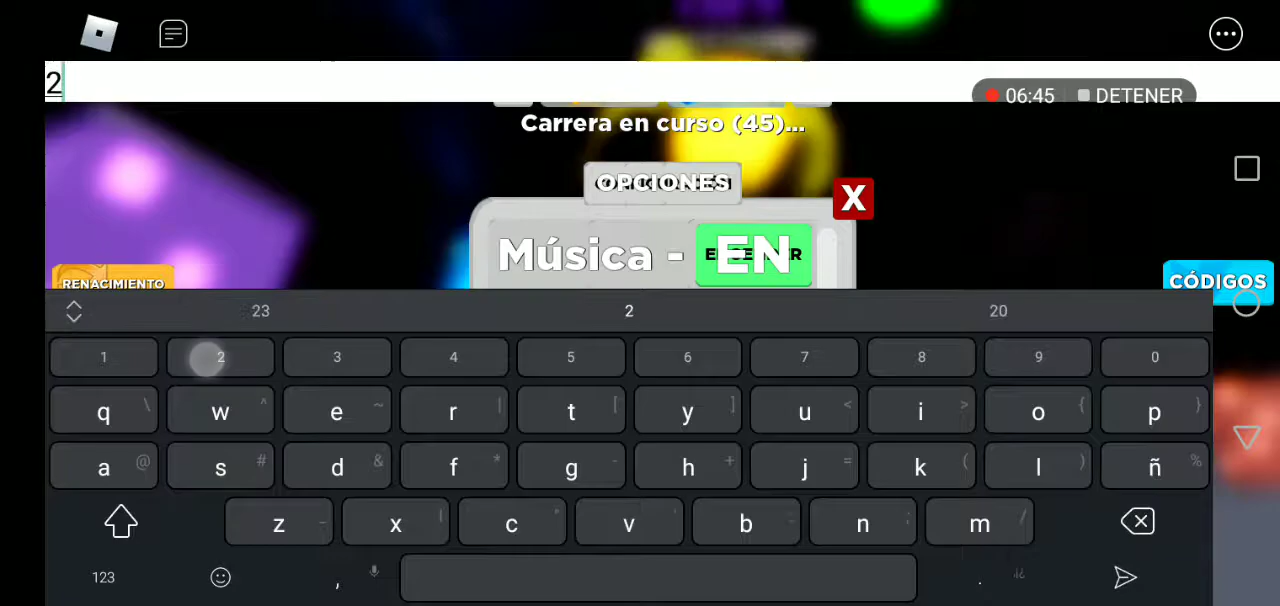 2
06:45 DETENER
Carrera en curso (45)...
OPCIONES
X
Música - EN
RENACIMIENTO
CÓDIGOS
23 2 20
1 2 3 4 5 6 7 8 9 0
q \ w ^ e ~ r | t [ y ] u < i > o { p }
a @ s # d & f * g - h + j = k ( l ) ñ %
z x c v b n m /
123 , .